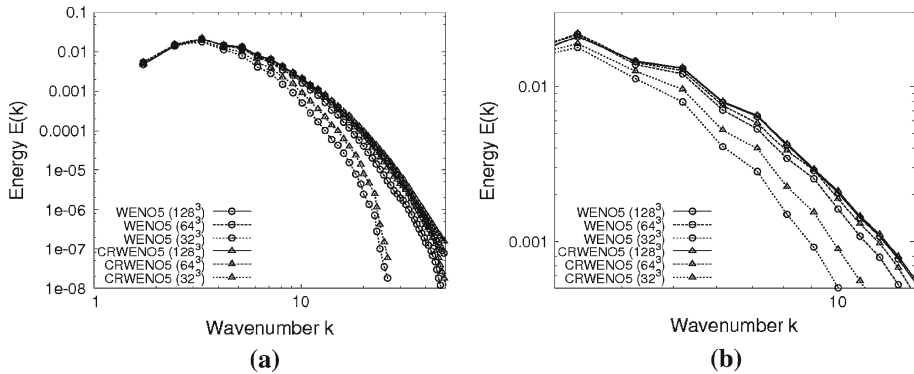 0.1
0.01
0.001
0.0001
1e-05
1e-06
1e-07
1e-08
Energy E(k)
WENO5 (128³)
WENO5 (64³)
WENO5 (32³)
CRWENO5 (128³)
CRWENO5 (64³)
CRWENO5 (32³)
1
10
Wavenumber k
(a)
0.01
0.001
Energy E(k)
WENO5 (128³)
WENO5 (64³)
WENO5 (32³)
CRWENO5 (128³)
CRWENO5 (64³)
CRWENO5 (32³)
10
Wavenumber k
(b)